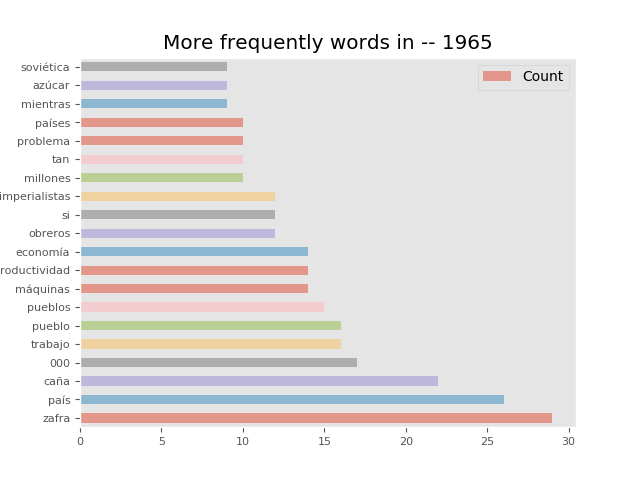 More frequently words in -- 1965
Count
soviética
azúcar
mientras
países
problema
tan
millones
imperialistas
si
obreros
economía
roductividad
máquinas
pueblos
pueblo
trabajo
000
caña
país
zafra
0 5 10 15 20 25 30